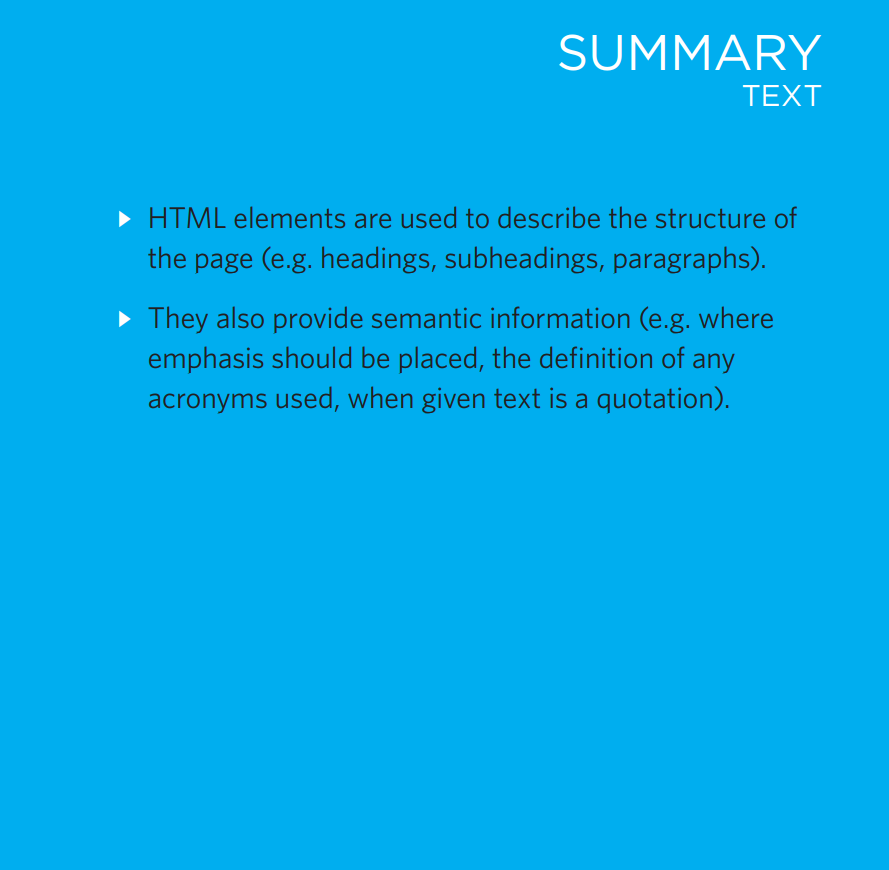 SUMMARY
TEXT
HTML elements are used to describe the structure of
the page (e.g. headings, subheadings, paragraphs).
They also provide semantic information (e.g. where
emphasis should be placed, the definition of any
acronyms used, when given text is a quotation).